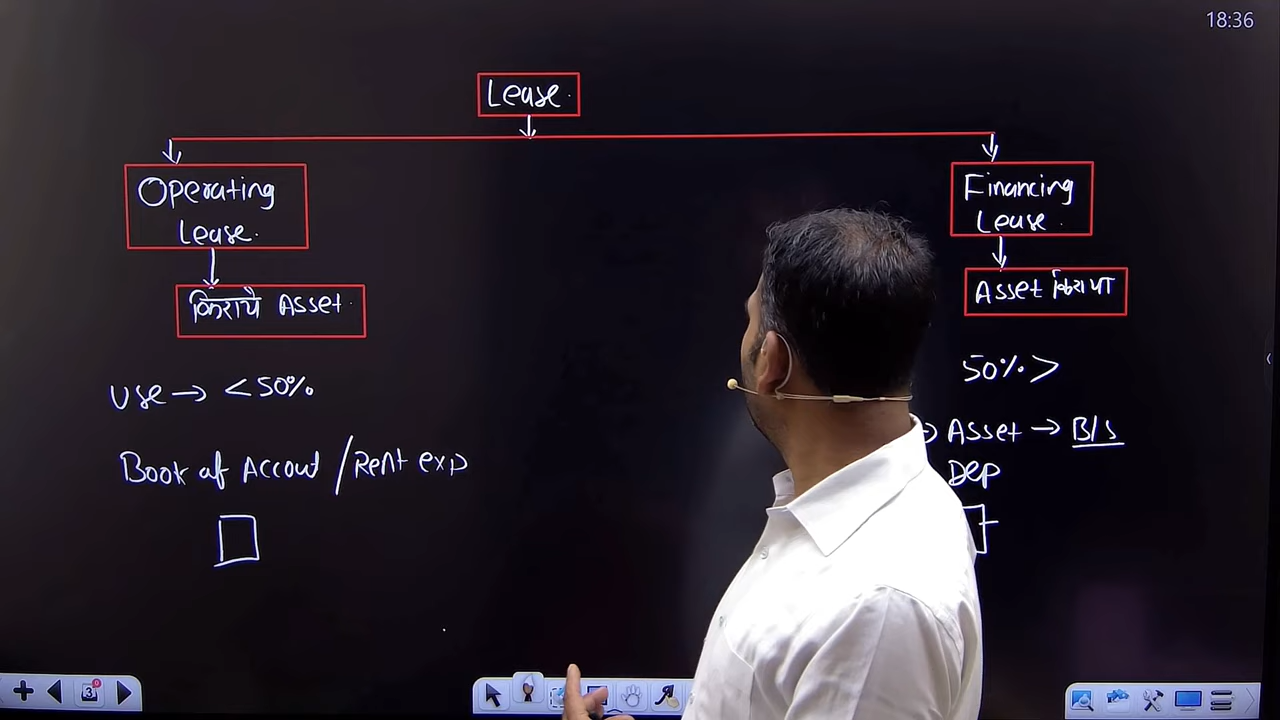 18:36
Lease.
Operating
Lease.
किराये Asset.
use → < 50%
Book of Accout / Rent exp
Financing
Lease.
Asset किराया
50% >
Asset → B/S
Dep
3